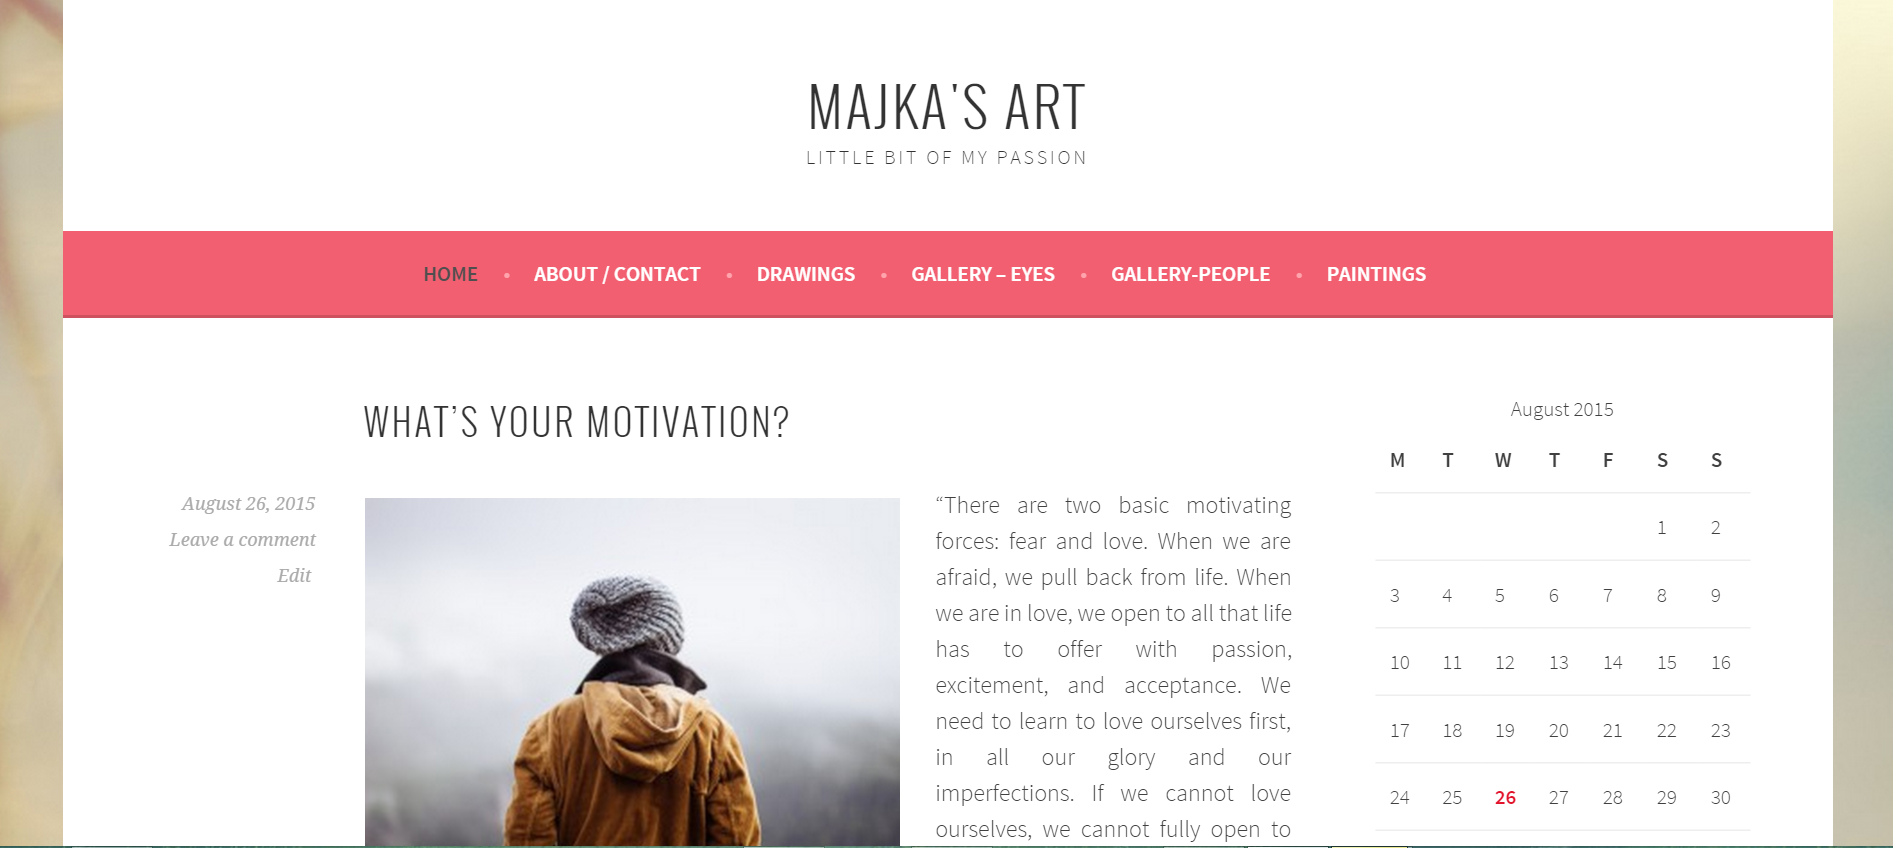 MAJKA'S ART
LITTLE BIT OF MY PASSION
HOME • ABOUT / CONTACT • DRAWINGS • GALLERY – EYES • GALLERY-PEOPLE • PAINTINGS
WHAT’S YOUR MOTIVATION?
August 26, 2015
Leave a comment
Edit
“There are two basic motivating
forces: fear and love. When we are
afraid, we pull back from life. When
we are in love, we open to all that life
has to offer with passion,
excitement, and acceptance. We
need to learn to love ourselves first,
in all our glory and our
imperfections. If we cannot love
ourselves, we cannot fully open to
August 2015
M T W T F S S
1 2
3 4 5 6 7 8 9
10 11 12 13 14 15 16
17 18 19 20 21 22 23
24 25 26 27 28 29 30